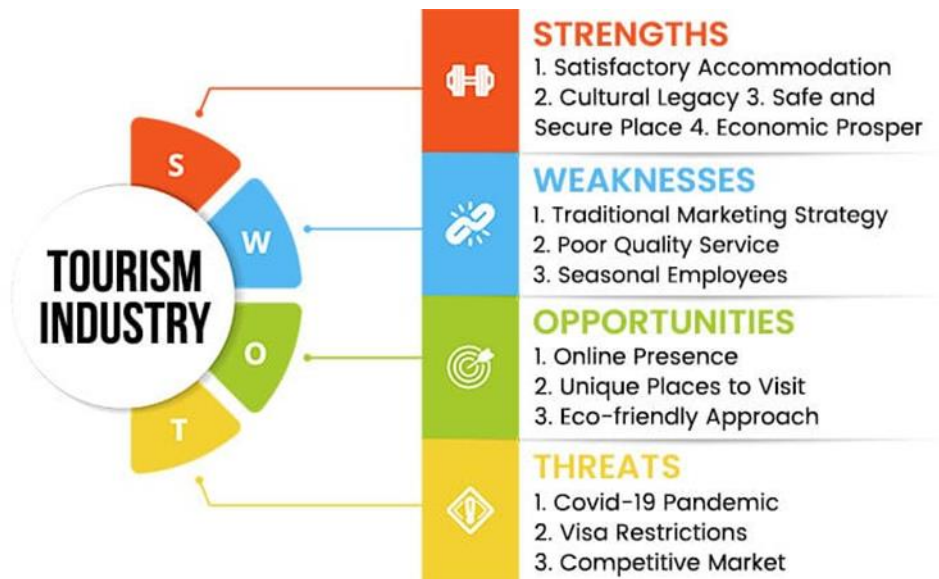 TOURISM
INDUSTRY
S
W
O
T
STRENGTHS
1. Satisfactory Accommodation
2. Cultural Legacy 3. Safe and
Secure Place 4. Economic Prosper
WEAKNESSES
1. Traditional Marketing Strategy
2. Poor Quality Service
3. Seasonal Employees
OPPORTUNITIES
1. Online Presence
2. Unique Places to Visit
3. Eco-friendly Approach
THREATS
1. Covid-19 Pandemic
2. Visa Restrictions
3. Competitive Market